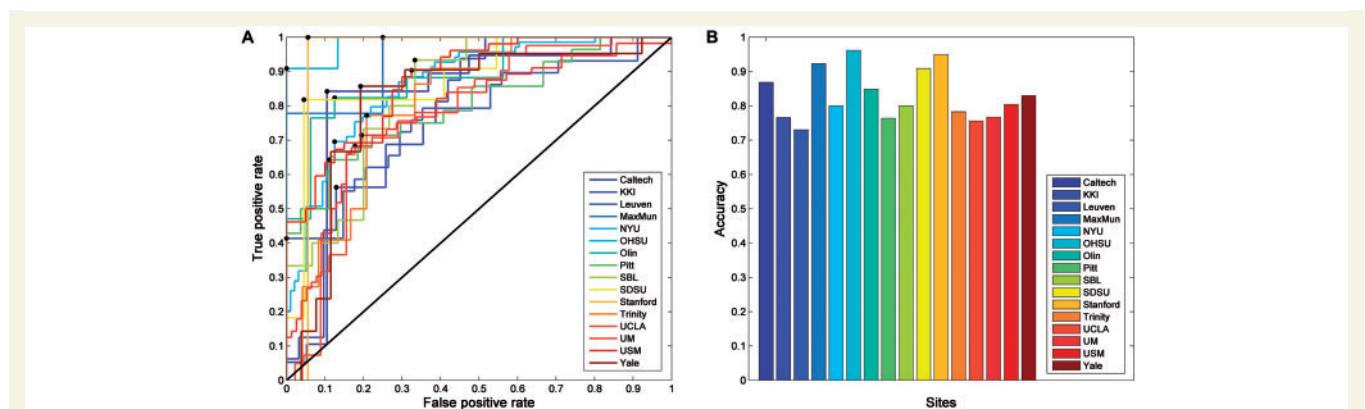 A
True positive rate
1
0.9
0.8
0.7
0.6
0.5
0.4
0.3
0.2
0.1
0
0 0.1 0.2 0.3 0.4 0.5 0.6 0.7 0.8 0.9 1
False positive rate
Caltech
KKI
Leuven
MaxMun
NYU
OHSU
Olin
Pitt
SBL
SDSU
Stanford
Trinity
UCLA
UM
USM
Yale
B
Accuracy
1
0.9
0.8
0.7
0.6
0.5
0.4
0.3
0.2
0.1
0
Sites
Caltech
KKI
Leuven
MaxMun
NYU
OHSU
Olin
Pitt
SBL
SDSU
Stanford
Trinity
UCLA
UM
USM
Yale